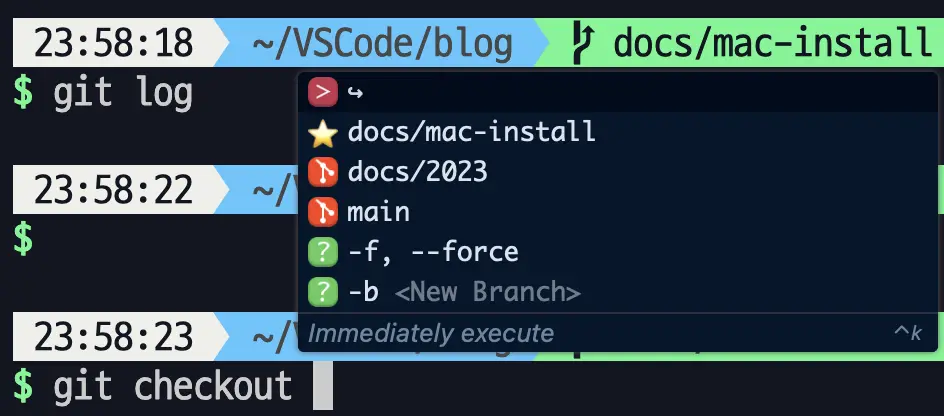 23:58:18 ~/VSCode/blog docs/mac-install
$ git log
> ↪
docs/mac-install
23:58:22 ~/
docs/2023
main
$
-f, --force
? -b <New Branch>
23:58:23 ~/
Immediately execute ^k
$ git checkout